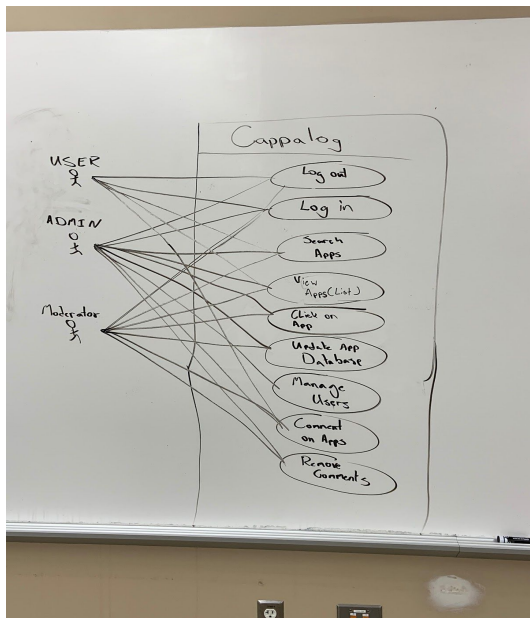 Cappalog
USER
Log out
Log in
ADMIN
Search
Apps
View
Apps(List)
Moderator
Click on
App
Update App
Database
Manage
Users
Comment
on Apps
Remove
Comments